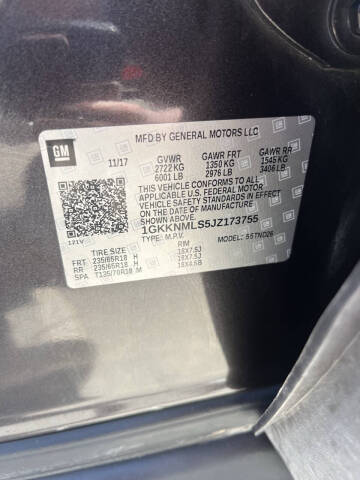 GM
MFD BY GENERAL MOTORS LLC
11/17
GVWR GAWR FRT GAWR RR
2722 KG 1350 KG 1545 KG
6001 LB 2976 LB 3406 LB
THIS VEHICLE CONFORMS TO ALL APPLICABLE
FEDERAL MOTOR VEHICLE SAFETY
STANDARDS IN EFFECT ON THE DATE OF MANUFACTURE
SHOWN ABOVE.
1GKKNMLS5JZ173755
TYPE: M.P.V. MODEL:
121V
TIRE SIZE RIM
FRT 235/65R18 H 18X7.5J
RR 235/65R18 H 18X7.5J
SPA T135/70R18 M 18X4.5B